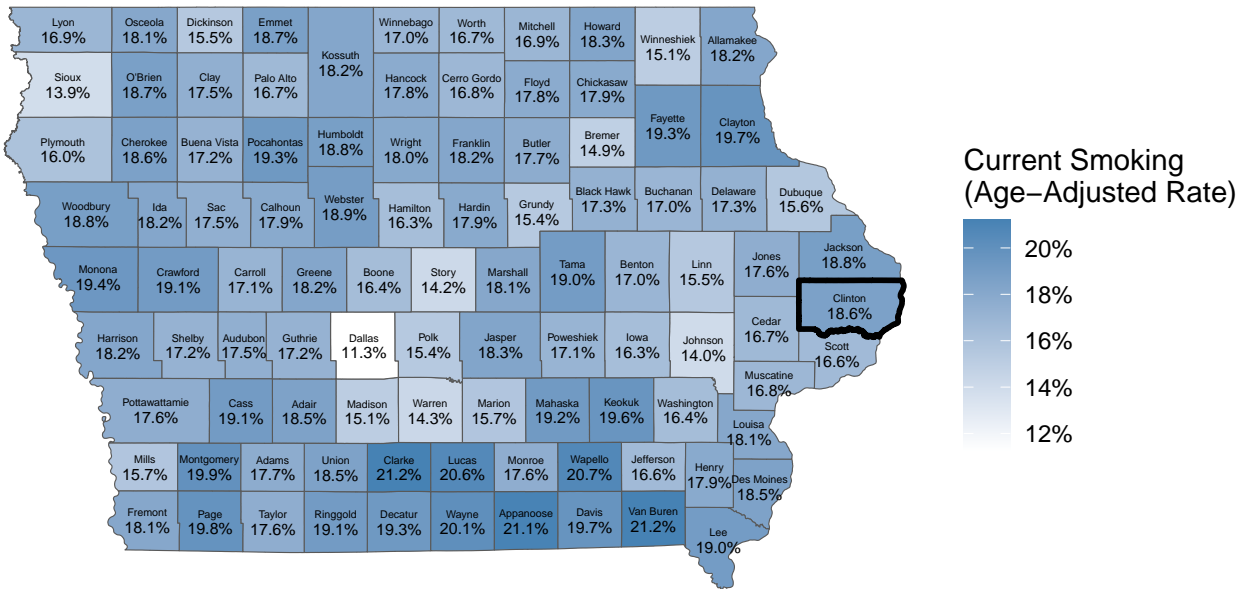 Lyon
16.9%
Osceola
18.1%
Dickinson
15.5%
Emmet
18.7%
Kossuth
18.2%
Winnebago
17.0%
Worth
16.7%
Mitchell
16.9%
Howard
18.3%
Winneshiek
15.1%
Allamakee
18.2%
Sioux
13.9%
O'Brien
18.7%
Clay
17.5%
Palo Alto
16.7%
Hancock
17.8%
Cerro Gordo
16.8%
Floyd
17.8%
Chickasaw
17.9%
Fayette
19.3%
Clayton
19.7%
Plymouth
16.0%
Cherokee
18.6%
Buena Vista
17.2%
Pocahontas
19.3%
Humboldt
18.8%
Wright
18.0%
Franklin
18.2%
Butler
17.7%
Bremer
14.9%
Woodbury
18.8%
Ida
18.2%
Sac
17.5%
Calhoun
17.9%
Webster
18.9%
Hamilton
16.3%
Hardin
17.9%
Grundy
15.4%
Black Hawk
17.3%
Buchanan
17.0%
Delaware
17.3%
Dubuque
15.6%
Monona
19.4%
Crawford
19.1%
Carroll
17.1%
Greene
18.2%
Boone
16.4%
Story
14.2%
Marshall
18.1%
Tama
19.0%
Benton
17.0%
Linn
15.5%
Jones
17.6%
Jackson
18.8%
Clinton
18.6%
Harrison
18.2%
Shelby
17.2%
Audubon
17.5%
Guthrie
17.2%
Dallas
11.3%
Polk
15.4%
Jasper
18.3%
Poweshiek
17.1%
Iowa
16.3%
Johnson
14.0%
Cedar
16.7%
Scott
16.6%
Muscatine
16.8%
Pottawattamie
17.6%
Cass
19.1%
Adair
18.5%
Madison
15.1%
Warren
14.3%
Marion
15.7%
Mahaska
19.2%
Keokuk
19.6%
Washington
16.4%
Louisa
18.1%
Mills
15.7%
Montgomery
19.9%
Adams
17.7%
Union
18.5%
Clarke
21.2%
Lucas
20.6%
Monroe
17.6%
Wapello
20.7%
Jefferson
16.6%
Henry
17.9%
Des Moines
18.5%
Fremont
18.1%
Page
19.8%
Taylor
17.6%
Ringgold
19.1%
Decatur
19.3%
Wayne
20.1%
Appanoose
21.1%
Davis
19.7%
Van Buren
21.2%
Lee
19.0%
Current Smoking
(Age−Adjusted Rate)
20%
18%
16%
14%
12%